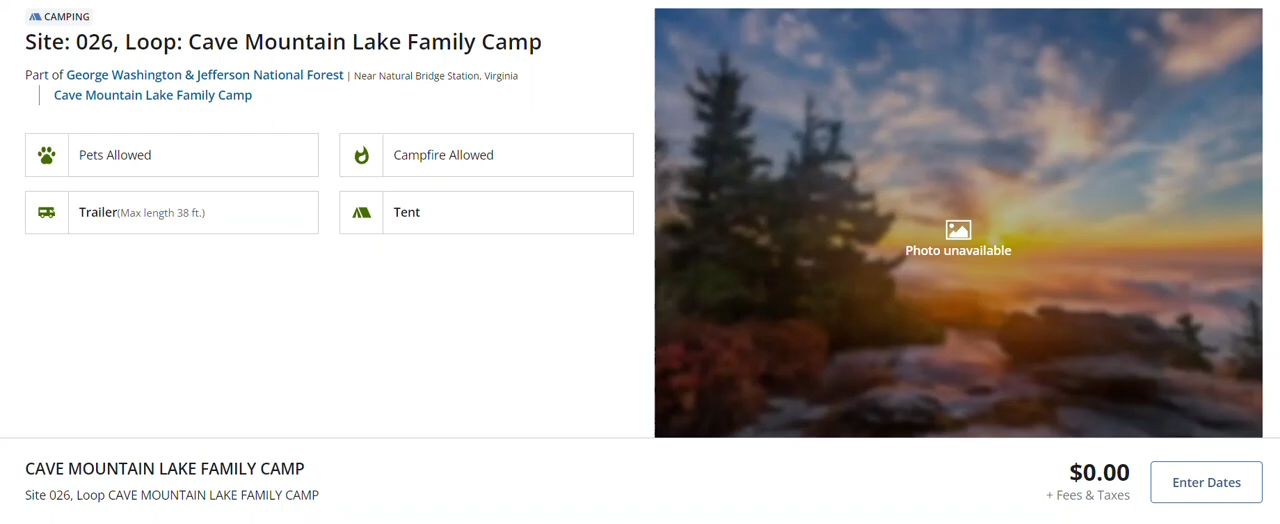 CAMPING
Site: 026, Loop: Cave Mountain Lake Family Camp
Part of George Washington & Jefferson National Forest | Near Natural Bridge Station, Virginia
Cave Mountain Lake Family Camp
Pets Allowed
Campfire Allowed
Trailer(Max length 38 ft.)
Tent
Photo unavailable
CAVE MOUNTAIN LAKE FAMILY CAMP
Site 026, Loop CAVE MOUNTAIN LAKE FAMILY CAMP
$0.00
+ Fees & Taxes
Enter Dates